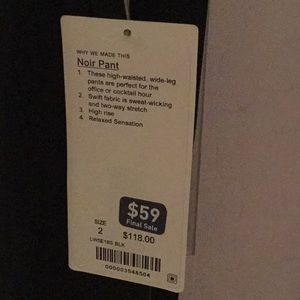 WHY WE MADE THIS
Noir Pant
1. These high-waisted, wide-leg
pants are perfect for the
office or cocktail hour
2. Swift fabric is sweat-wicking
and two-way stretch
3. High rise
4. Relaxed Sensation
$59
Final Sale
SIZE
2
$118.00
LW5E18S BLK
000003548504